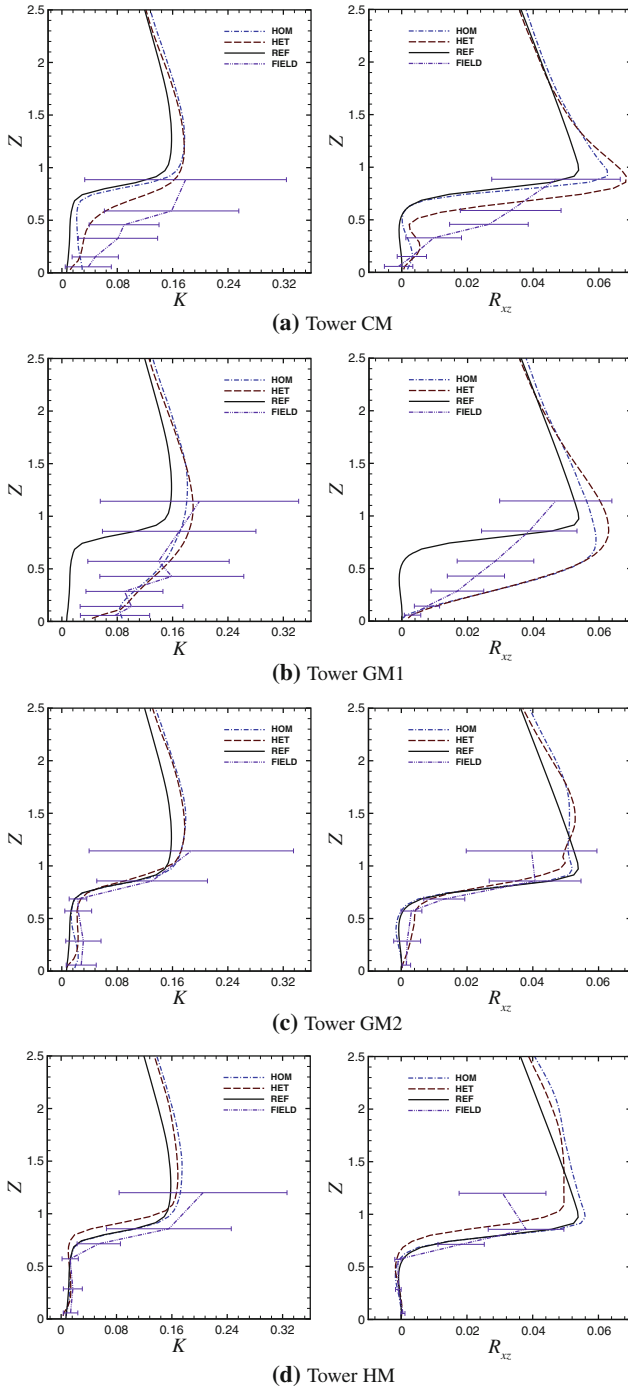 2.5
2
1.5
1
0.5
0
Z
HOM
HET
REF
FIELD
0 0.08 0.16 0.24 0.32
K
2.5
2
1.5
1
0.5
0
Z
HOM
HET
REF
FIELD
0 0.02 0.04 0.06
Rxz
(a) Tower CM
2.5
2
1.5
1
0.5
0
Z
HOM
HET
REF
FIELD
0 0.08 0.16 0.24 0.32
K
2.5
2
1.5
1
0.5
0
Z
HOM
HET
REF
FIELD
0 0.02 0.04 0.06
Rxz
(b) Tower GM1
2.5
2
1.5
1
0.5
0
Z
HOM
HET
REF
FIELD
0 0.08 0.16 0.24 0.32
K
2.5
2
1.5
1
0.5
0
Z
HOM
HET
REF
FIELD
0 0.02 0.04 0.06
Rxz
(c) Tower GM2
2.5
2
1.5
1
0.5
0
Z
HOM
HET
REF
FIELD
0 0.08 0.16 0.24 0.32
K
2.5
2
1.5
1
0.5
0
Z
HOM
HET
REF
FIELD
0 0.02 0.04 0.06
Rxz
(d) Tower HM